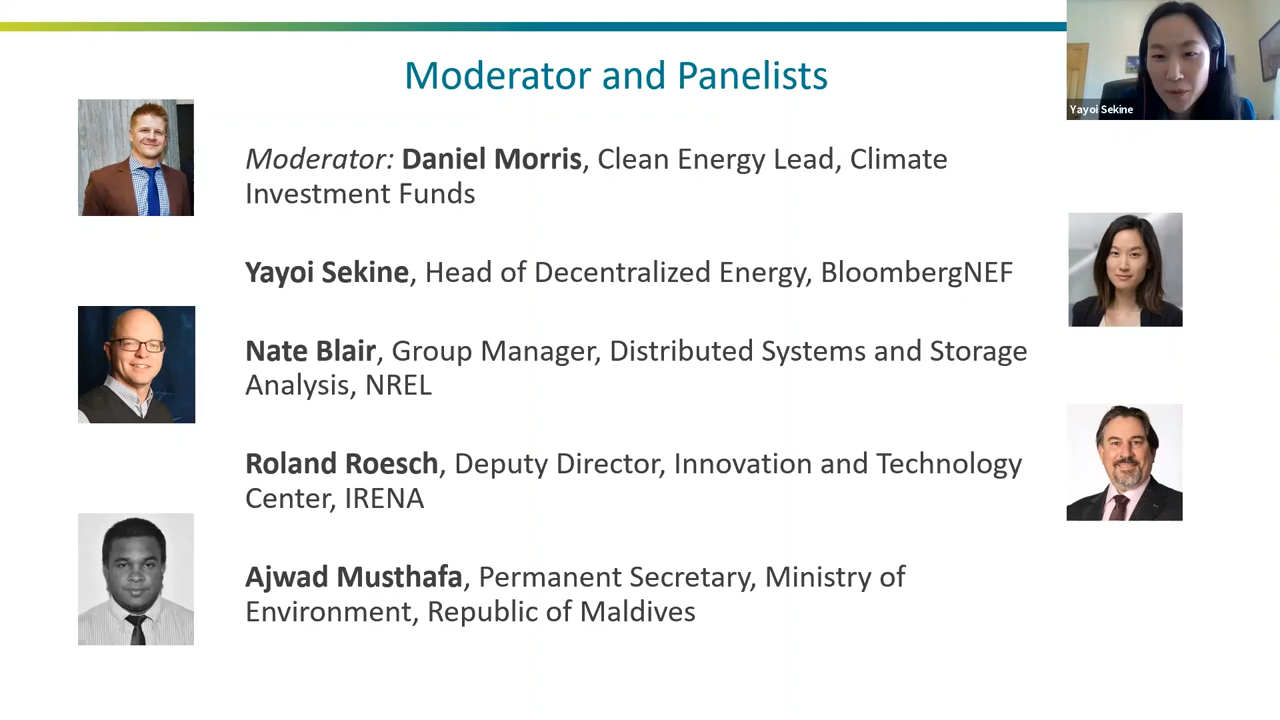 Moderator and Panelists
Yayoi Sekine
Moderator: Daniel Morris, Clean Energy Lead, Climate
Investment Funds
Yayoi Sekine, Head of Decentralized Energy, BloombergNEF
Nate Blair, Group Manager, Distributed Systems and Storage
Analysis, NREL
Roland Roesch, Deputy Director, Innovation and Technology
Center, IRENA
Ajwad Musthafa, Permanent Secretary, Ministry of
Environment, Republic of Maldives